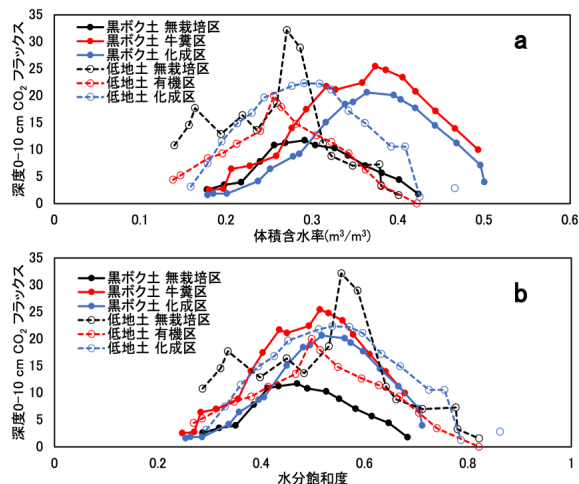 35
30
25
20
15
10
5
0
深度0–10 cm CO2 フラックス
黒ボク土 無栽培区
黒ボク土 牛糞区
黒ボク土 化成区
低地土 無栽培区
低地土 有機区
低地土 化成区
a
0 0.1 0.2 0.3 0.4 0.5 0.6
体積含水率(m³/m³)
35
30
25
20
15
10
5
0
深度0–10 cm CO2 フラックス
黒ボク土 無栽培区
黒ボク土 牛糞区
黒ボク土 化成区
低地土 無栽培区
低地土 有機区
低地土 化成区
b
0 0.2 0.4 0.6 0.8 1
水分飽和度